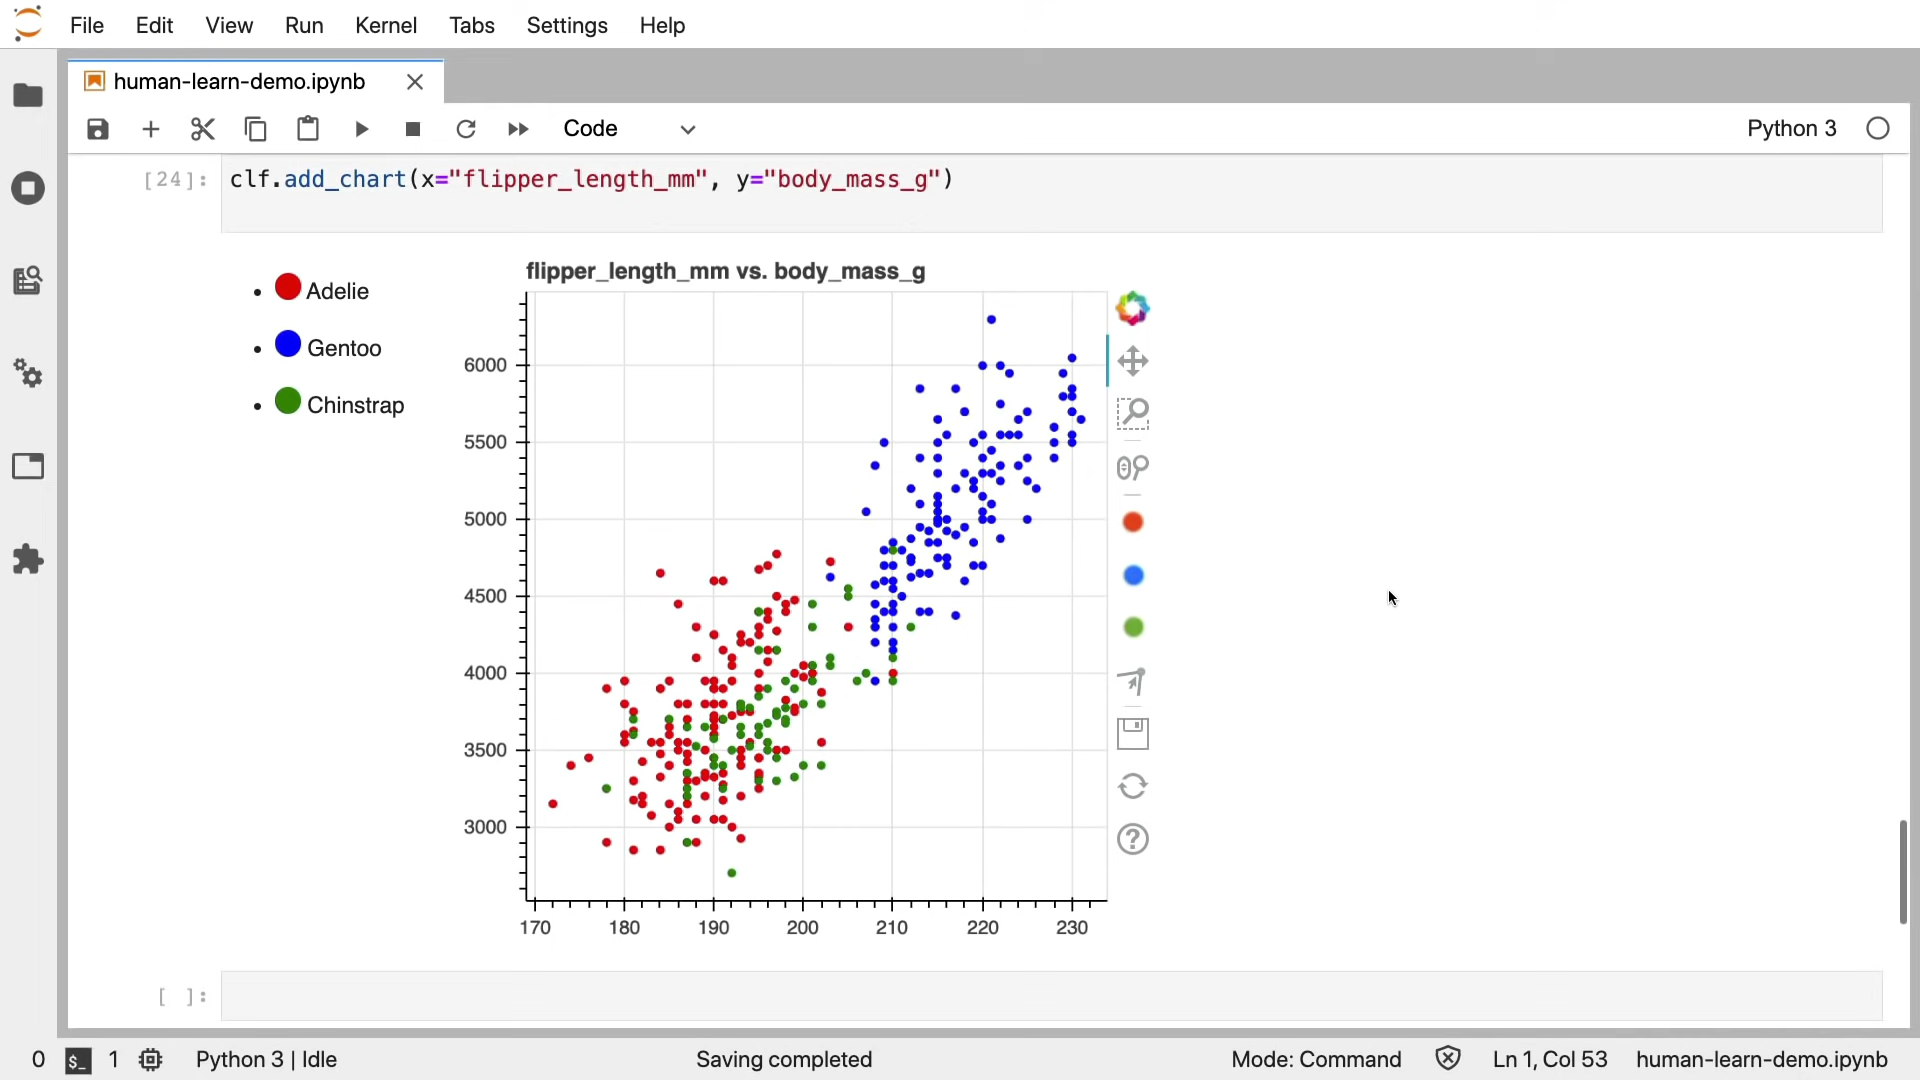 File Edit View Run Kernel Tabs Settings Help
human-learn-demo.ipynb
Code
Python 3
[24]: clf.add_chart(x="flipper_length_mm", y="body_mass_g")
flipper_length_mm vs. body_mass_g
• Adelie
• Gentoo
• Chinstrap
6000
5500
5000
4500
4000
3500
3000
170 180 190 200 210 220 230
[ ]:
0 $_ 1 Python 3 | Idle Saving completed Mode: Command Ln 1, Col 53 human-learn-demo.ipynb